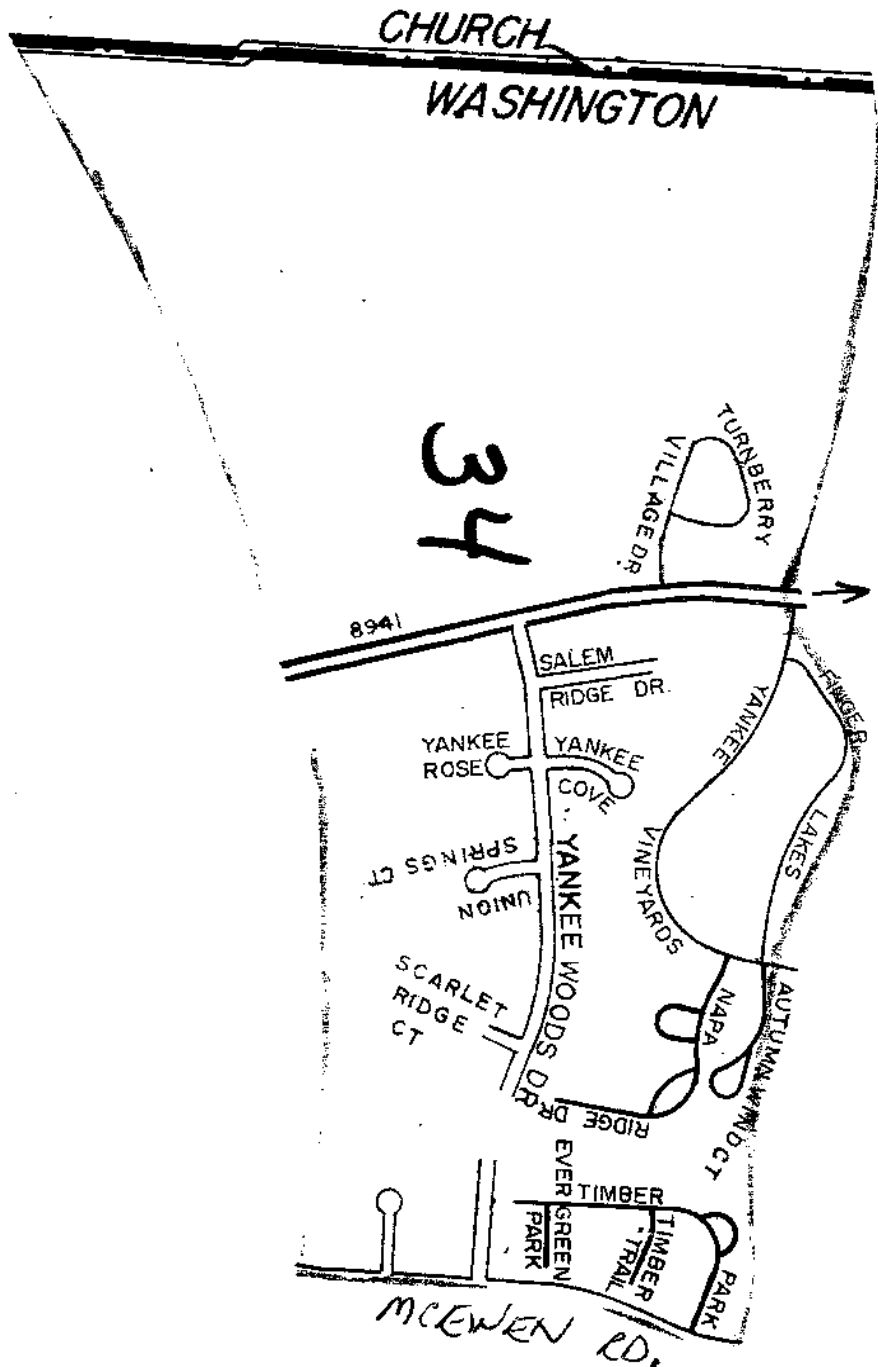 CHURCH
WASHINGTON
34
TURNBERRY
VILLAGE DR.
8941
SALEM
RIDGE DR.
YANKEE
ROSE
YANKEE
COVE
YANKEE
VINEYARDS
FINGER
LAKES
UNION
SPRINGS CT.
YANKEE WOODS DR.
SCARLET
RIDGE
CT
NAPA
RIDGE DR
AUTUMN WIND CT
EVERGREEN
PARK
TIMBER
PARK
TIMBER
TRAIL
MCEWEN RD.